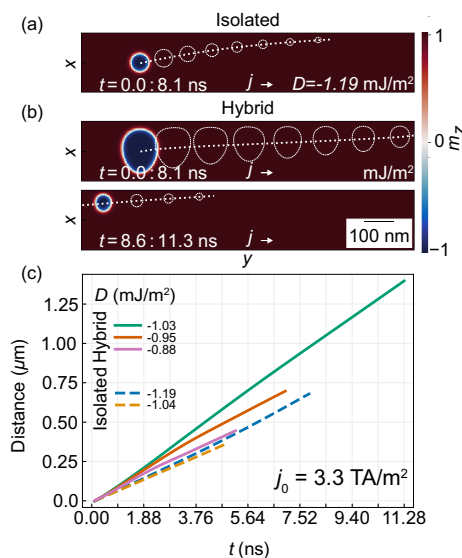 (a) Isolated
x
t = 0.0 : 8.1 ns j → D=-1.19 mJ/m²
(b) Hybrid
x
t = 0.0 : 8.1 ns j → mJ/m²
x
t = 8.6 : 11.3 ns j → 100 nm
y
1
0
−1
m_z
(c)
D (mJ/m²)
Hybrid
-1.03
-0.95
-0.88
Isolated
-1.19
-1.04
j₀ = 3.3 TA/m²
Distance (μm)
1.25
1.00
0.75
0.50
0.25
0.0
0.00 1.88 3.76 5.64 7.52 9.40 11.28
t (ns)